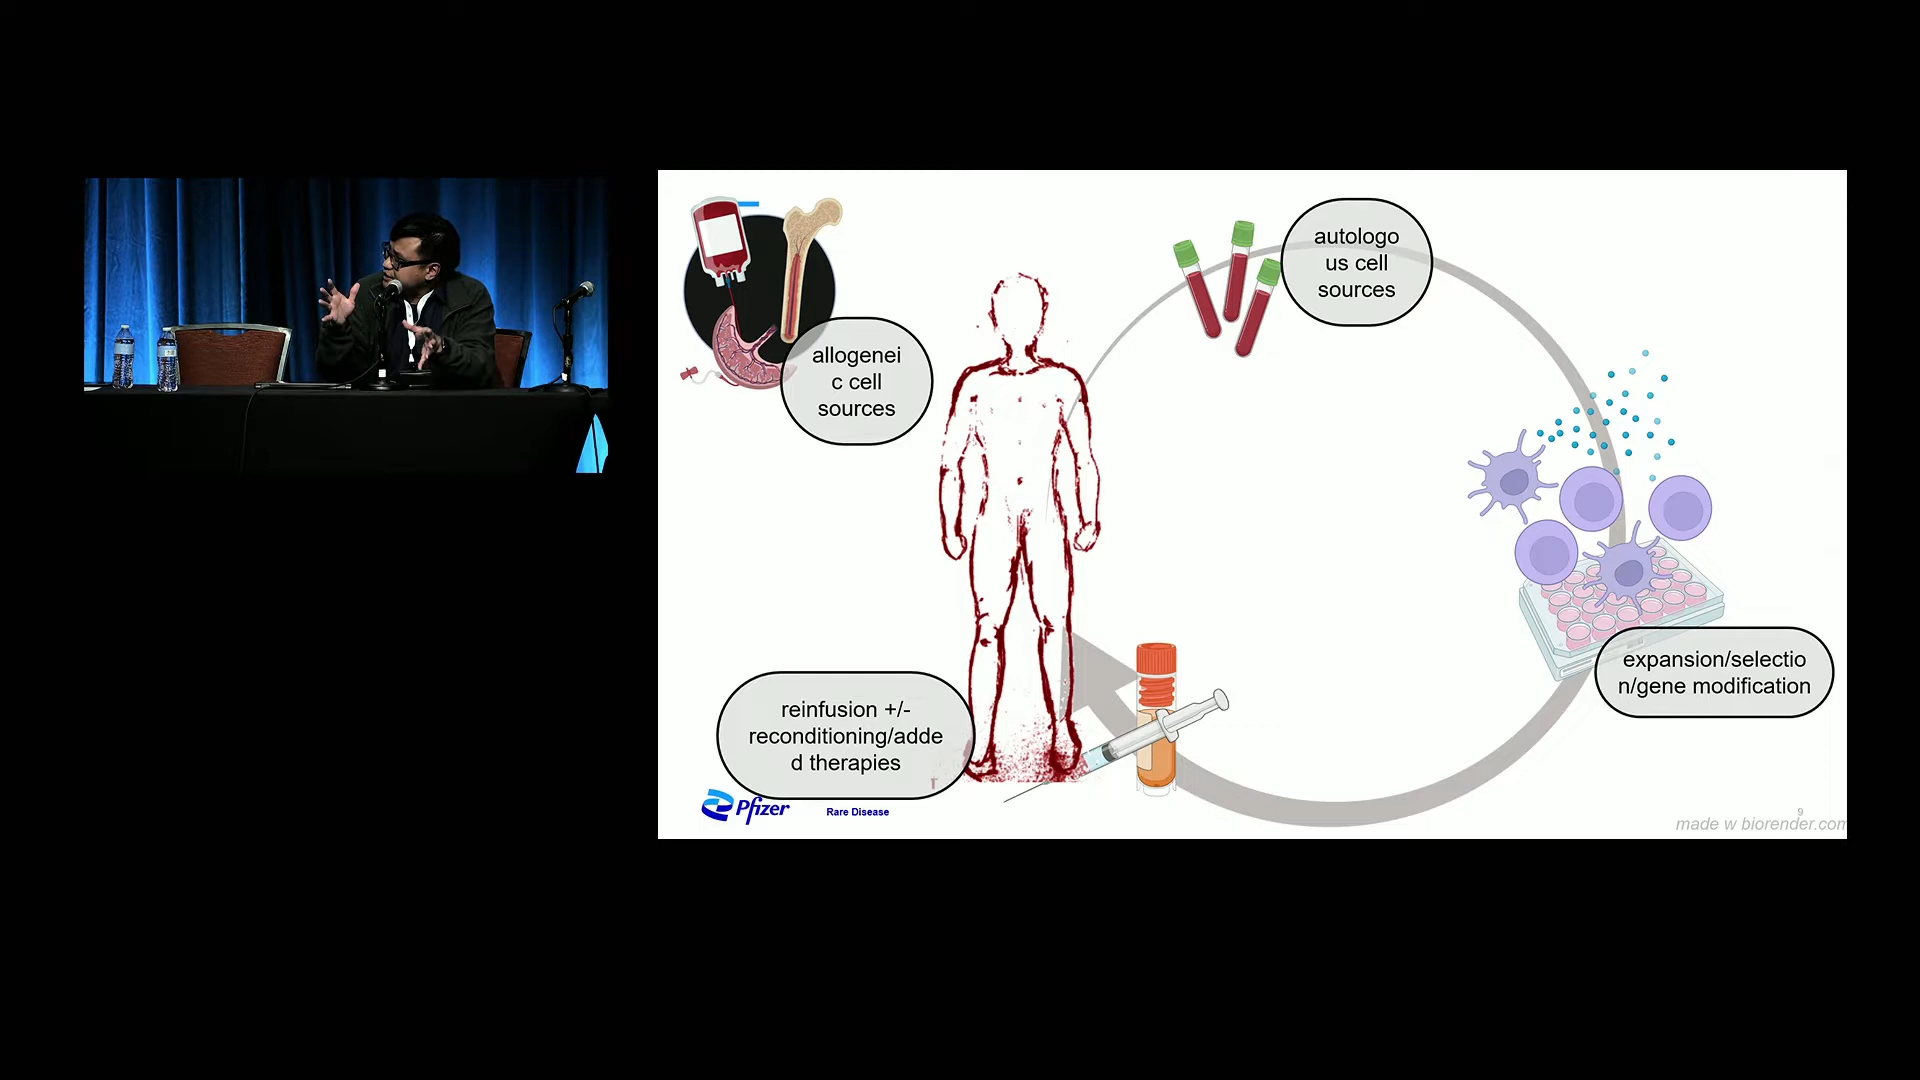 autologo
us cell
sources
allogenei
c cell
sources
expansion/selectio
n/gene modification
reinfusion +/-
reconditioning/adde
d therapies
Pfizer
Rare Disease
9
made w biorender.com